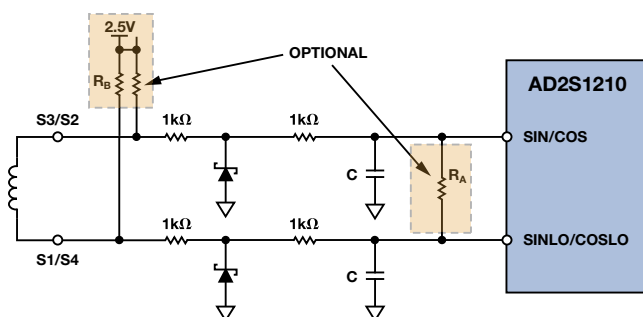 2.5V
OPTIONAL
AD2S1210
RB
S3/S2
1kΩ
1kΩ
SIN/COS
C
RA
1kΩ
1kΩ
SINLO/COSLO
S1/S4
C